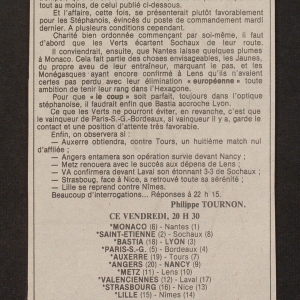 tout au moins, de celui publié ci-dessous.
Et l'affaire, cette fois, se présenterait plutôt favorablement
pour les Stéphanois, évincés du poste de commandement mardi
dernier. A plusieurs conditions cependant.
Charité bien ordonnée commençant par soi-même, il faut
d'abord que les Verts écartent Sochaux de leur route.
Il conviendrait, ensuite, que Nantes laisse quelques plumes
à Monaco. Cela fait partie des choses envisageables, les Jaunes,
du propre aveu de leur entraîneur, marquant le pas, et les
Monégasques ayant encore confirmé à Lens qu'ils n'avaient
certes pas perdu avec leur élimination « européenne » toute
ambition de tenir leur rang dans l'Hexagone.
Pour que « le coup » soit parfait, toujours dans l'optique
stéphanoise, il faudrait enfin que Bastia accroche Lyon.
Ce que les Verts ne pourront éviter, en revanche, c'est que
le vainqueur de Paris-S.-G.-Bordeaux, si vainqueur il y a, garde le
contact et une position d'attente très favorable.
Enfin, on observera si :
— Auxerre obtiendra, contre Tours, un huitième match nul
d'affilée ;
— Angers entamera son opération survie devant Nancy ;
— Metz renouera avec le succès aux dépens de Lens ;
— VA confirmera devant Laval son étonnant 3-3 de Sochaux ;
— Strasboug, face à Nice, a retrouvé toute sa sérénité ;
— Lille se reprend contre Nîmes.
Beaucoup d'interrogations... Réponses à 22 h 15.
Philippe TOURNON.
CE VENDREDI, 20 H 30
*MONACO (6) - Nantes (1)
*SAINT-ETIENNE (2) - Sochaux (8)
*BASTIA (18) - LYON (3)
*PARIS-S.-G. (5) - Bordeaux (4)
*AUXERRE (19) - Tours (7)
*ANGERS (20) - NANCY (9)
*METZ (11) - Lens (10)
*VALENCIENNES (12) - Laval (17)
*STRASBOURG (16) - Nice (13)
*LILLE (15) - Nîmes (14)